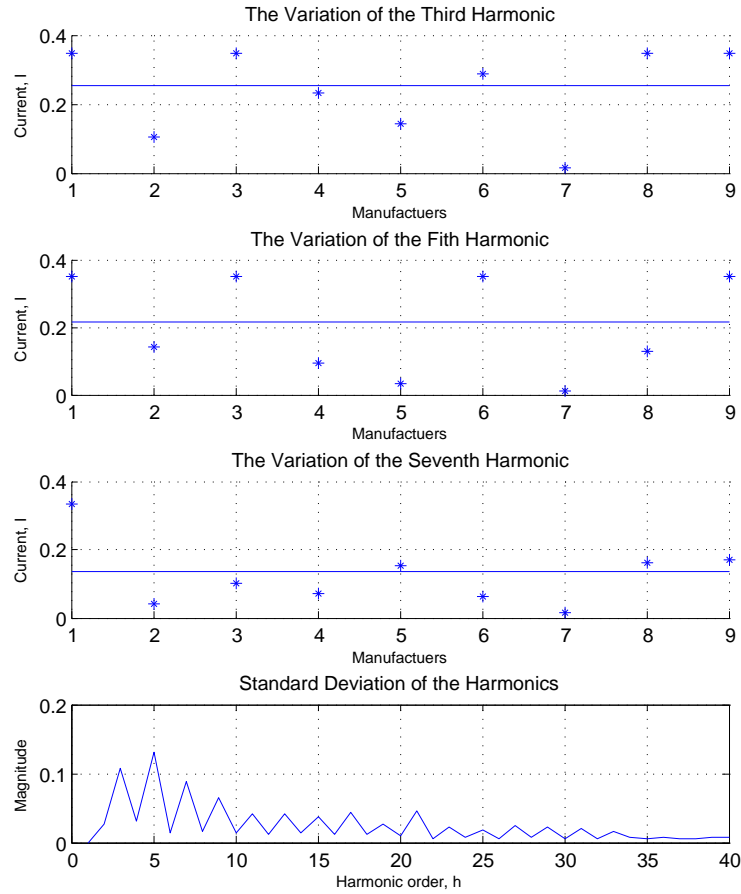 The Variation of the Third Harmonic
0.4
0.2
0
Current, I
1 2 3 4 5 6 7 8 9
Manufactuers
The Variation of the Fith Harmonic
0.4
0.2
0
Current, I
1 2 3 4 5 6 7 8 9
Manufactuers
The Variation of the Seventh Harmonic
0.4
0.2
0
Current, I
1 2 3 4 5 6 7 8 9
Manufactuers
Standard Deviation of the Harmonics
0.2
0.1
0
Magnitude
0 5 10 15 20 25 30 35 40
Harmonic order, h